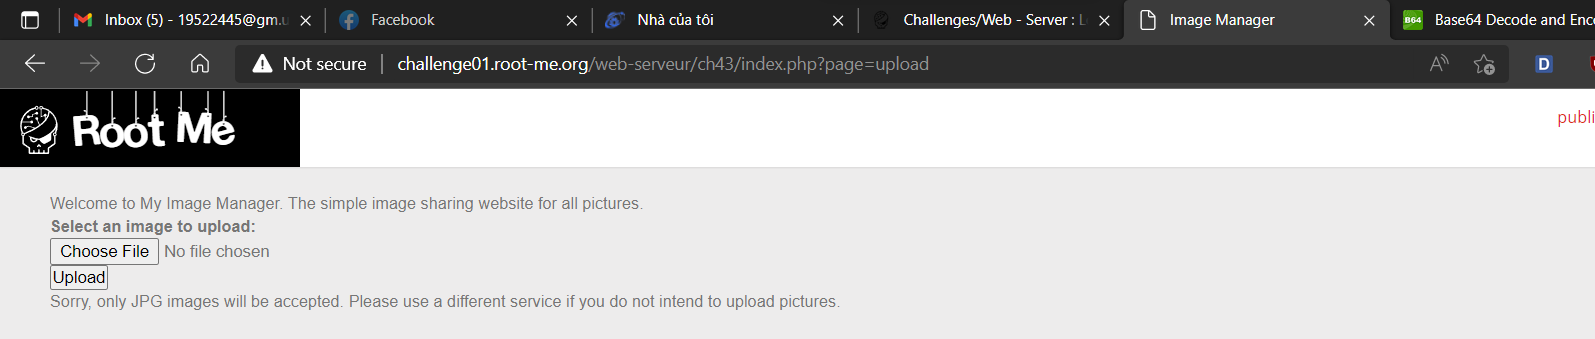 Inbox (5) - 19522445@gm.u
Facebook
Nhà của tôi
Challenges/Web - Server : L
Image Manager
B64
Base64 Decode and Enco
Not secure
challenge01.root-me.org/web-serveur/ch43/index.php?page=upload
D
Root Me
publi
Welcome to My Image Manager. The simple image sharing website for all pictures.
Select an image to upload:
Choose File No file chosen
Upload
Sorry, only JPG images will be accepted. Please use a different service if you do not intend to upload pictures.